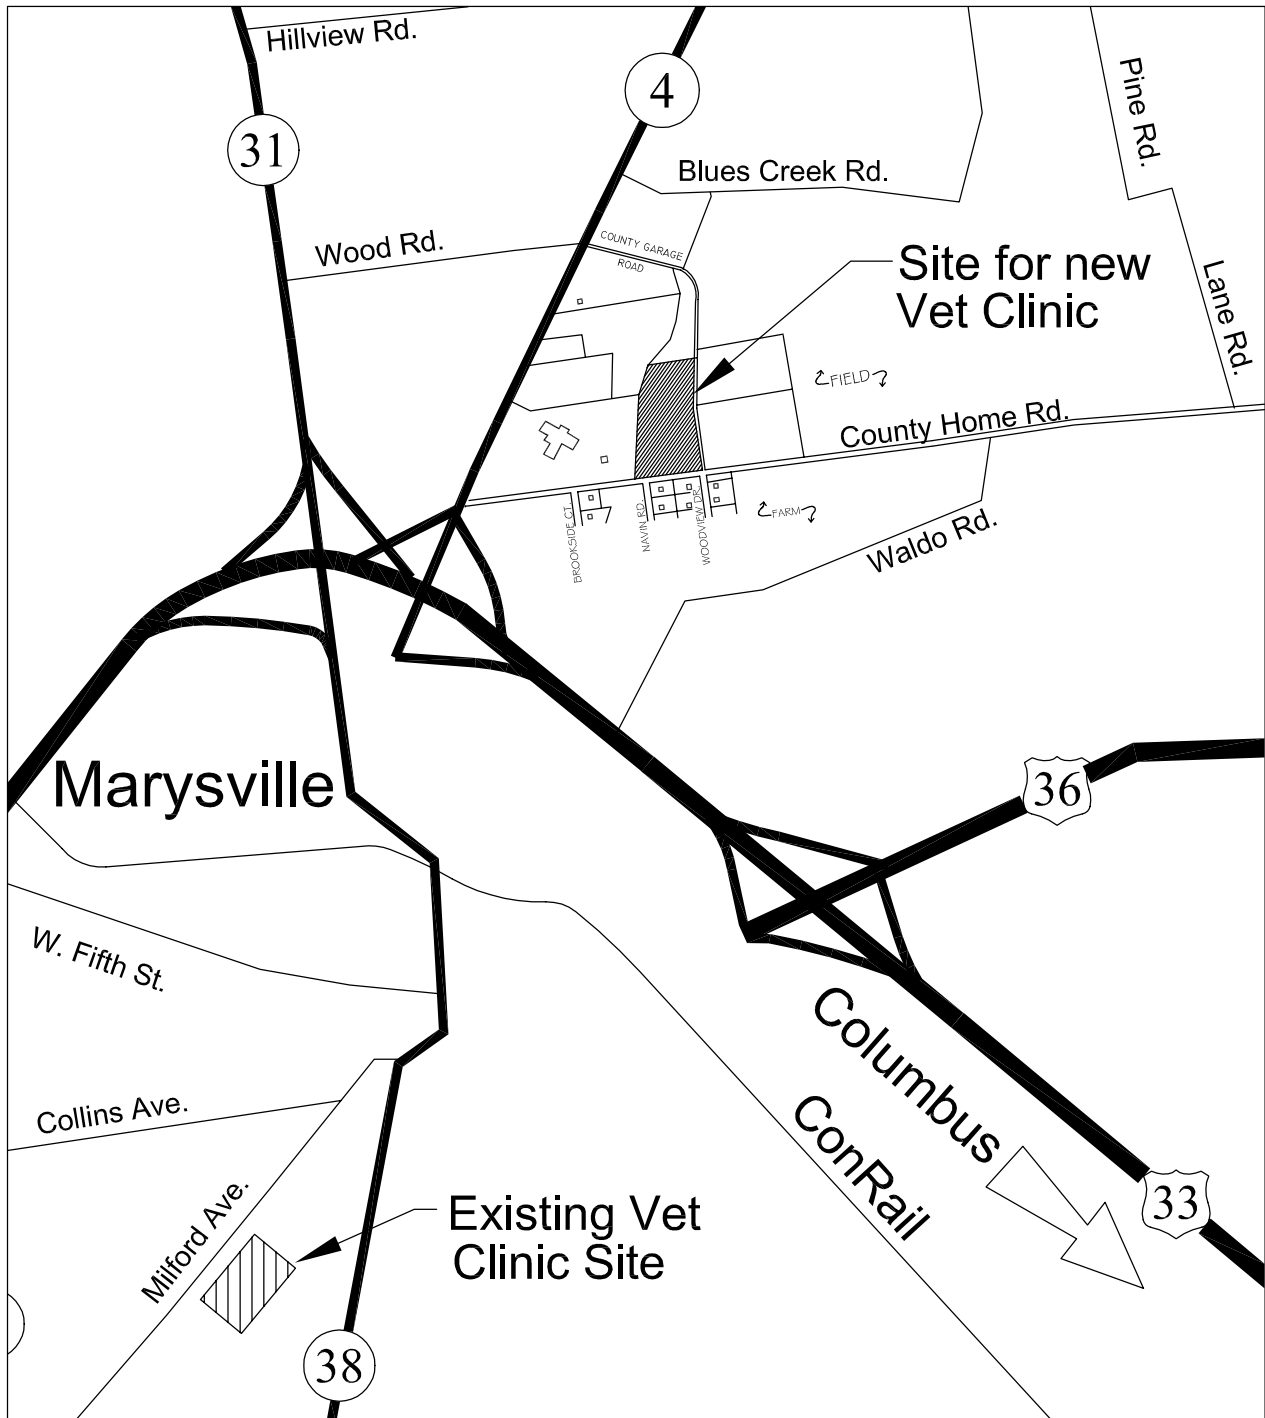 Hillview Rd.
4
31
Pine Rd.
Blues Creek Rd.
Wood Rd.
COUNTY GARAGE
ROAD
Site for new
Vet Clinic
Lane Rd.
FIELD
County Home Rd.
BROOKSIDE CT.
NAVIN RD.
WOODVIEW DR.
FARM
Waldo Rd.
Marysville
36
W. Fifth St.
Columbus
Collins Ave.
ConRail
Milford Ave.
Existing Vet
Clinic Site
33
38